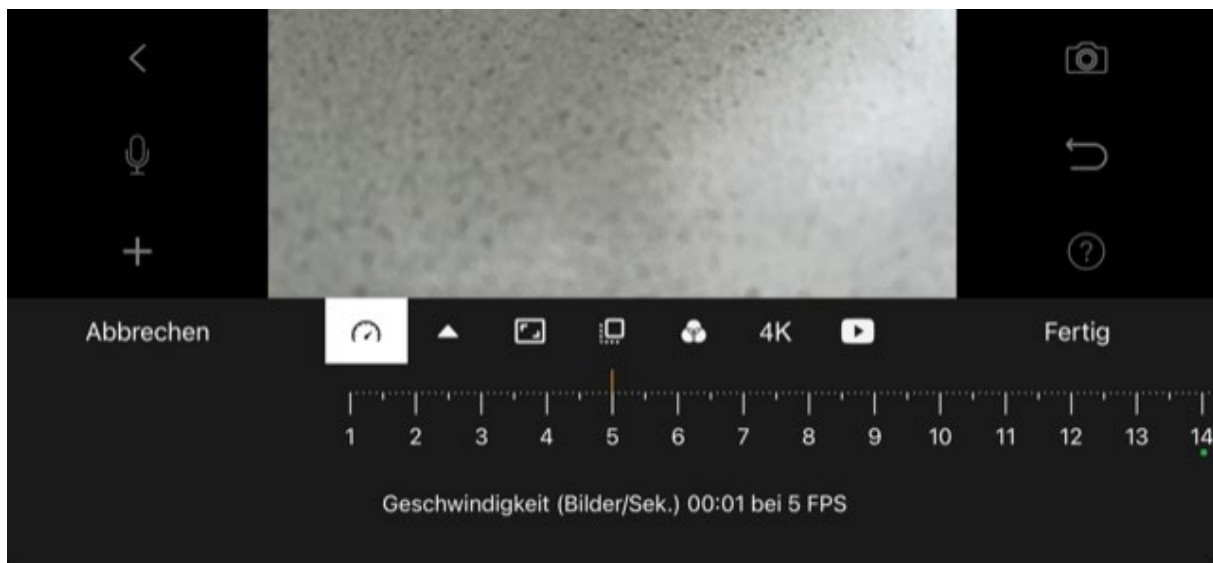 Abbrechen 4K Fertig
1 2 3 4 5 6 7 8 9 10 11 12 13 14
Geschwindigkeit (Bilder/Sek.) 00:01 bei 5 FPS